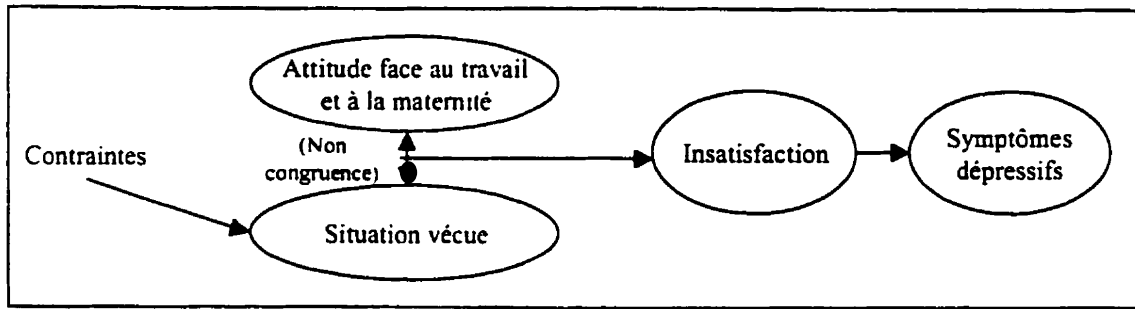 Attitude face au travail
et à la maternité
Contraintes
(Non
congruence)
Situation vécue
Insatisfaction
Symptômes
dépressifs